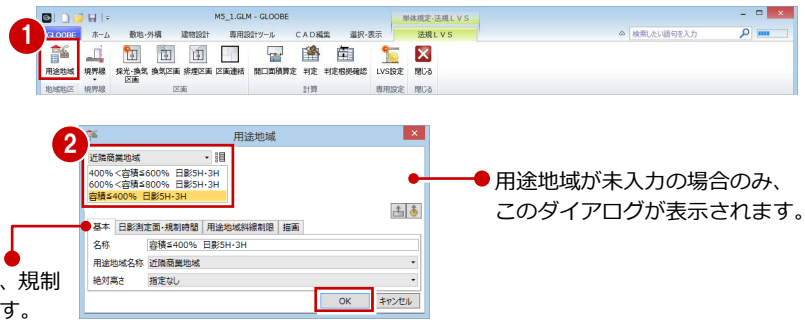 M5_1.GLM - GLOOBE
単体規定-法規ＬＶＳ
1
GLOOBE ホーム 敷地・外構 建物設計 専用設計ツール ＣＡＤ編集 選択・表示 法規ＬＶＳ 検索したい語句を入力
用途地域 境界線 採光・換気区画 換気区画 排煙区画 区画連結 開口面積算定 判定 判定根拠確認 LVS設定 閉じる
地域地区 境界線 区画 計算 専用設定 閉じる
2
用途地域
近隣商業地域
400%＜容積≦600% 日影5H・3H
600%＜容積≦800% 日影5H・3H
容積≦400% 日影5H・3H
基本 日影測定面・規制時間 用途地域斜線制限 描画
名称 容積≦400% 日影5H・3H
用途地域名称 近隣商業地域
絶対高さ 指定なし
OK キャンセル
用途地域が未入力の場合のみ、
このダイアログが表示されます。
、規制
す。